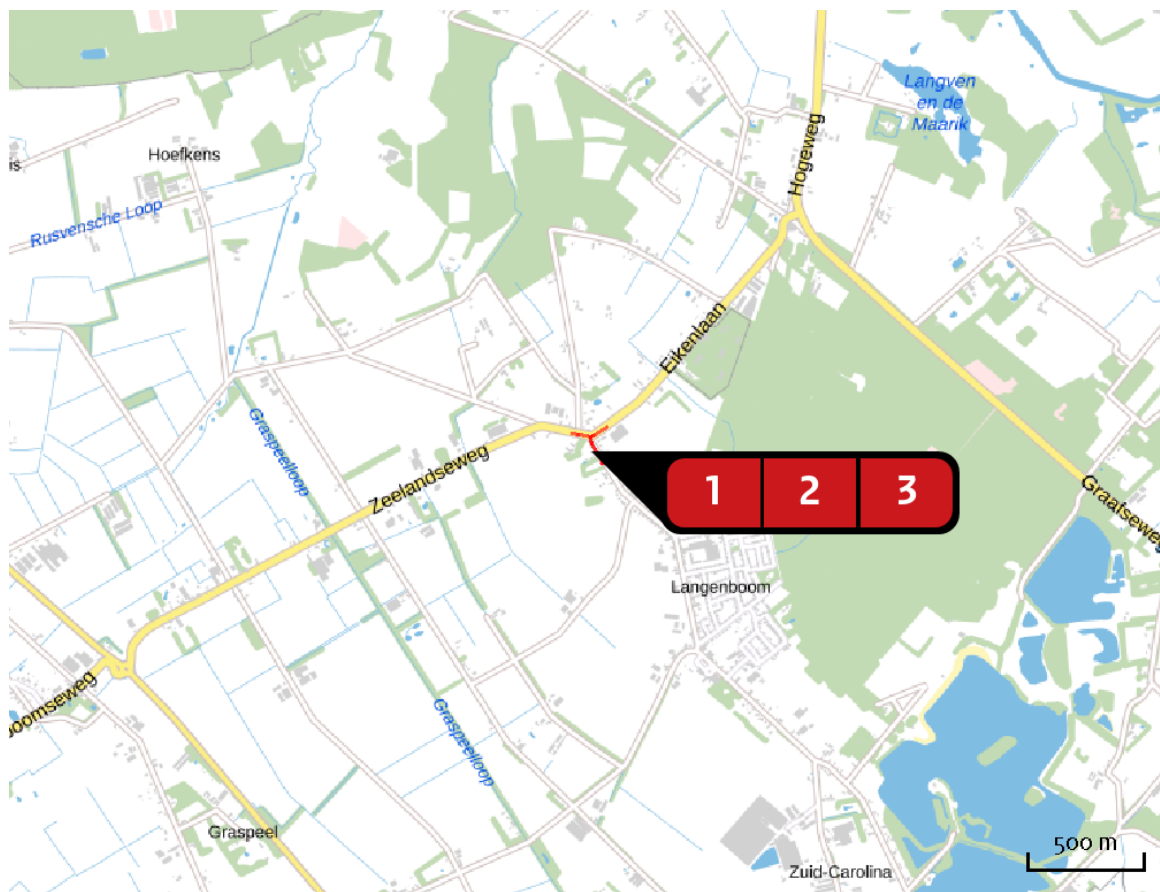 Langven
en de
Maarik
Hogeweg
Hoefkens
Rusvensche Loop
Eikenlaan
Graspeelloop
Zeelandseweg
1 2 3
Graafseweg
Langenboom
oomseweg
Graspeelloop
Graspeel
500 m
Zuid-Carolina